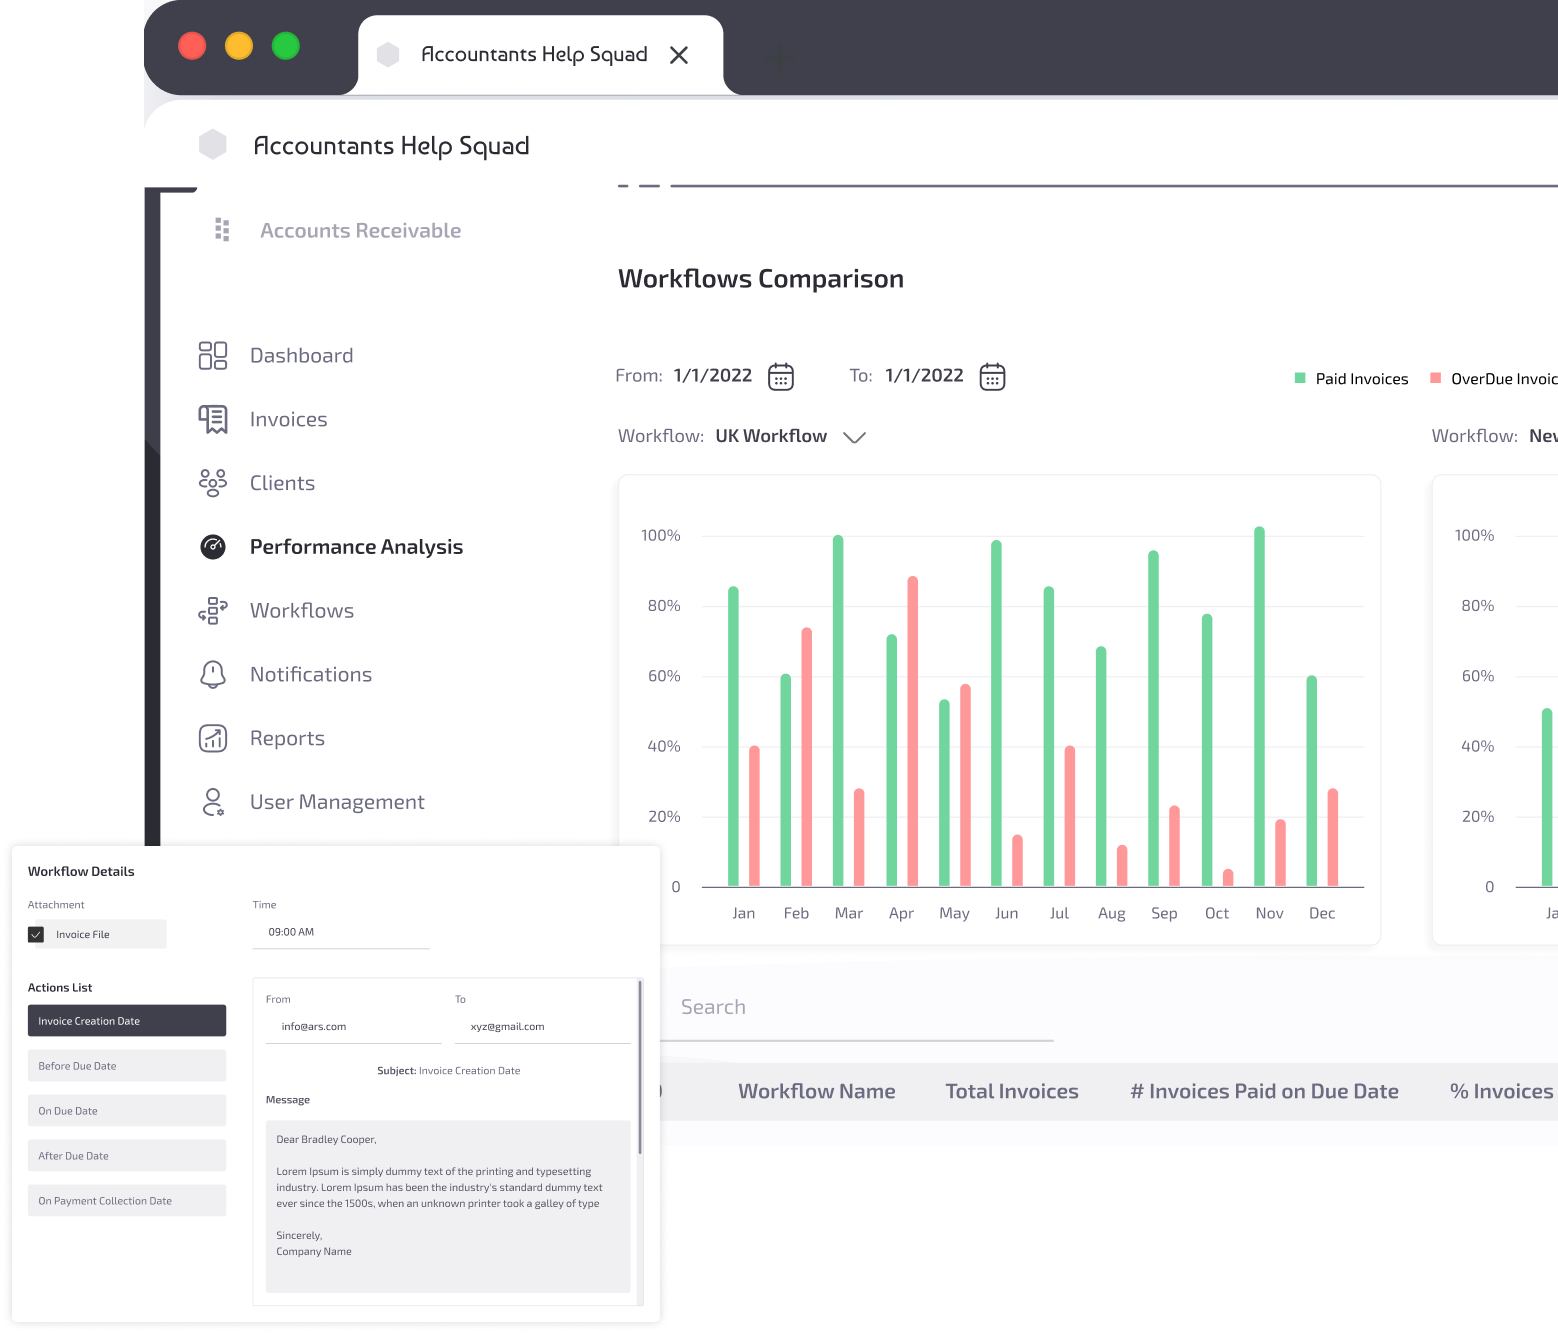 Accountants Help Squad
Accountants Help Squad
Accounts Receivable
Dashboard
Invoices
Clients
Performance Analysis
Workflows
Notifications
Reports
User Management
Workflows Comparison
From: 1/1/2022 To: 1/1/2022
Paid Invoices OverDue
Workflow: UK Workflow
Workflow:
100%
80%
60%
40%
20%
0
Jan Feb Mar Apr May Jun Jul Aug Sep Oct Nov Dec
100%
80%
60%
40%
20%
0
Search
Workflow Name Total Invoices # Invoices Paid on Due Date % Invoices
Workflow Details
Attachment
Invoice File
Time
09:00 AM
Actions List
Invoice Creation Date
Before Due Date
On Due Date
After Due Date
On Payment Collection Date
From To
info@ars.com xyz@gmail.com
Subject: Invoice Creation Date
Message
Dear Bradley Cooper,
Lorem Ipsum is simply dummy text of the printing and typesetting
industry. Lorem Ipsum has been the industry's standard dummy text
ever since the 1500s, when an unknown printer took a galley of type
Sincerely,
Company Name